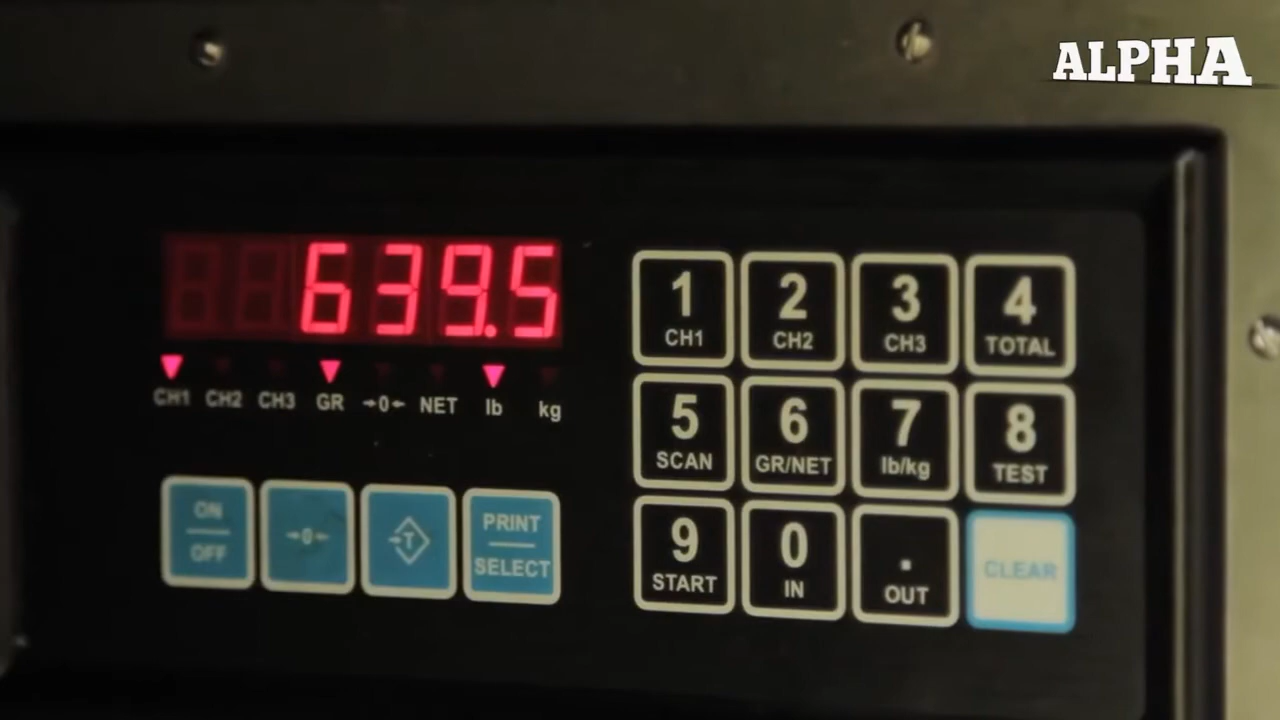 ALPHA
639.5
CH1 CH2 CH3 GR →0← NET lb kg
ON
OFF
→0←
→T←
PRINT
SELECT
1 2 3 4
CH1 CH2 CH3 TOTAL
5 6 7 8
SCAN GR/NET lb/kg TEST
9 0 . CLEAR
START IN OUT